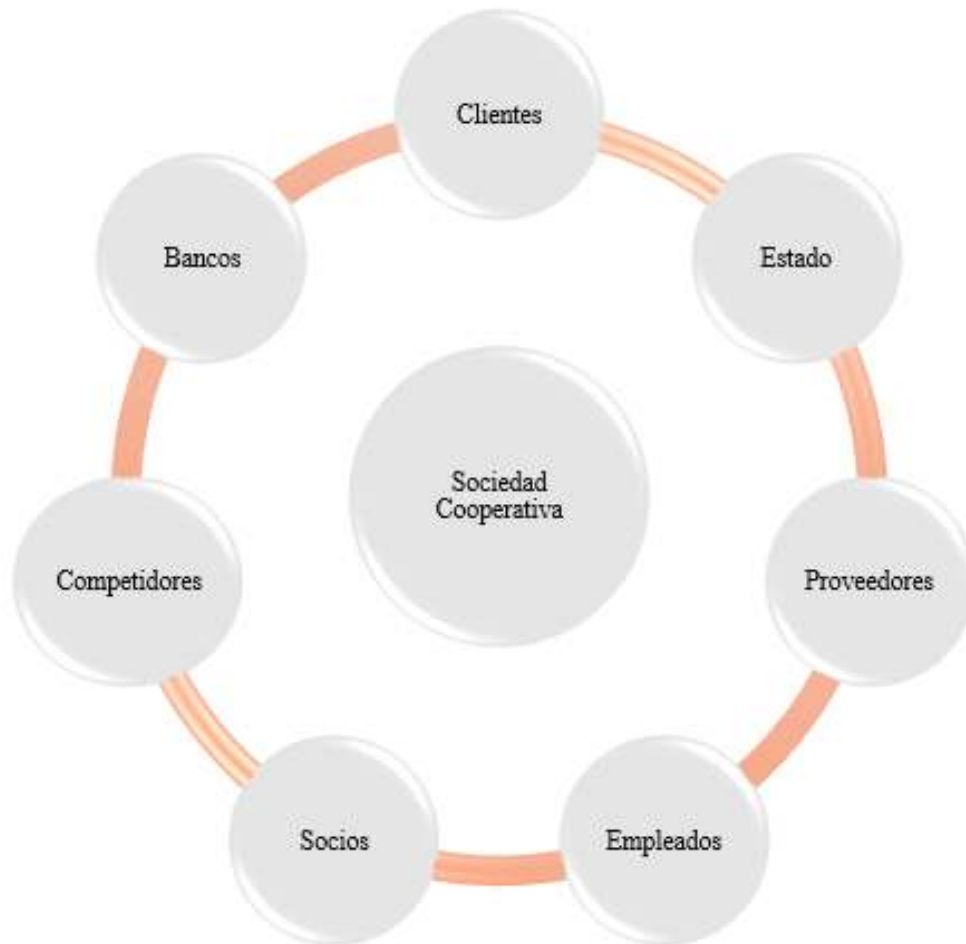 Clientes
Bancos
Estado
Sociedad
Cooperativa
Competidores
Proveedores
Socios
Empleados